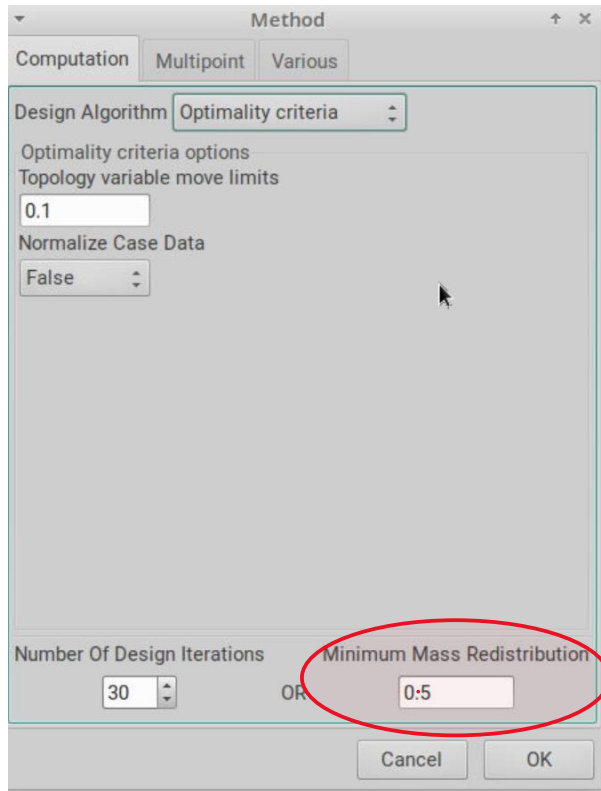 Method
Computation Multipoint Various
Design Algorithm Optimality criteria
Optimality criteria options
Topology variable move limits
0.1
Normalize Case Data
False
Number Of Design Iterations Minimum Mass Redistribution
30 OR 0.5
Cancel OK